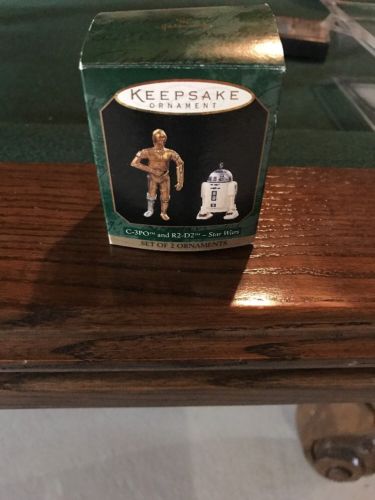 KEEPSAKE
ORNAMENT
C-3PO™ and R2-D2™ – Star Wars
SET OF 2 ORNAMENTS